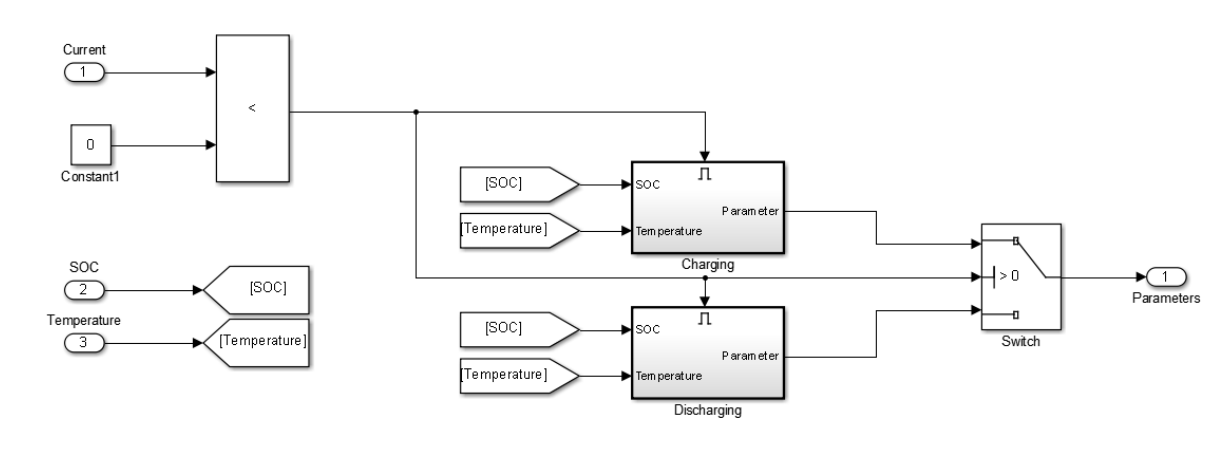 Current
1
<
0
Constant1
SOC
2
[SOC]
Temperature
3
[Temperature]
[SOC]
[Temperature]
SOC
Temperature
Parameter
Charging
[SOC]
[Temperature]
SOC
Temperature
Parameter
Discharging
> 0
Switch
1
Parameters